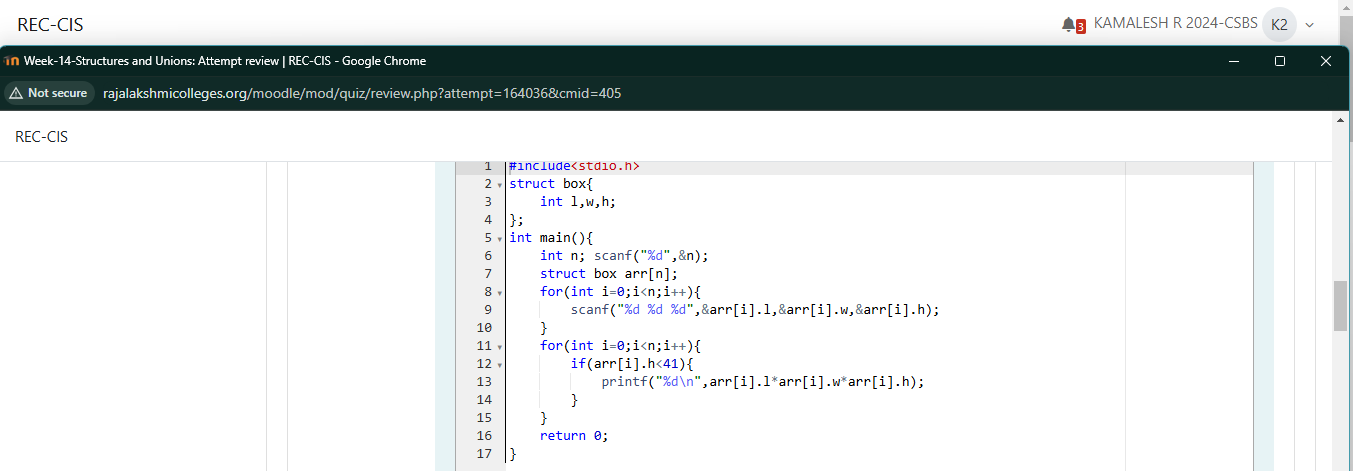 REC-CIS
3 KAMALESH R 2024-CSBS K2
Week-14-Structures and Unions: Attempt review | REC-CIS - Google Chrome
Not secure rajalakshmicolleges.org/moodle/mod/quiz/review.php?attempt=164036&cmid=405
REC-CIS
1 #include<stdio.h>
2 struct box{
3     int l,w,h;
4 };
5 int main(){
6     int n; scanf("%d",&n);
7     struct box arr[n];
8     for(int i=0;i<n;i++){
9         scanf("%d %d %d",&arr[i].l,&arr[i].w,&arr[i].h);
10     }
11     for(int i=0;i<n;i++){
12         if(arr[i].h<41){
13             printf("%d\n",arr[i].l*arr[i].w*arr[i].h);
14         }
15     }
16     return 0;
17 }